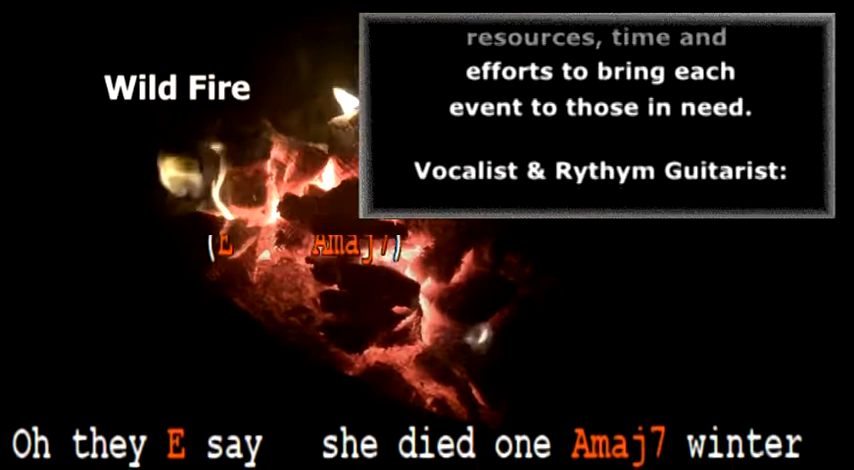 resources, time and
efforts to bring each
event to those in need.
Wild Fire
Vocalist & Rythym Guitarist:
(E Amaj7)
Oh they E say she died one Amaj7 winter